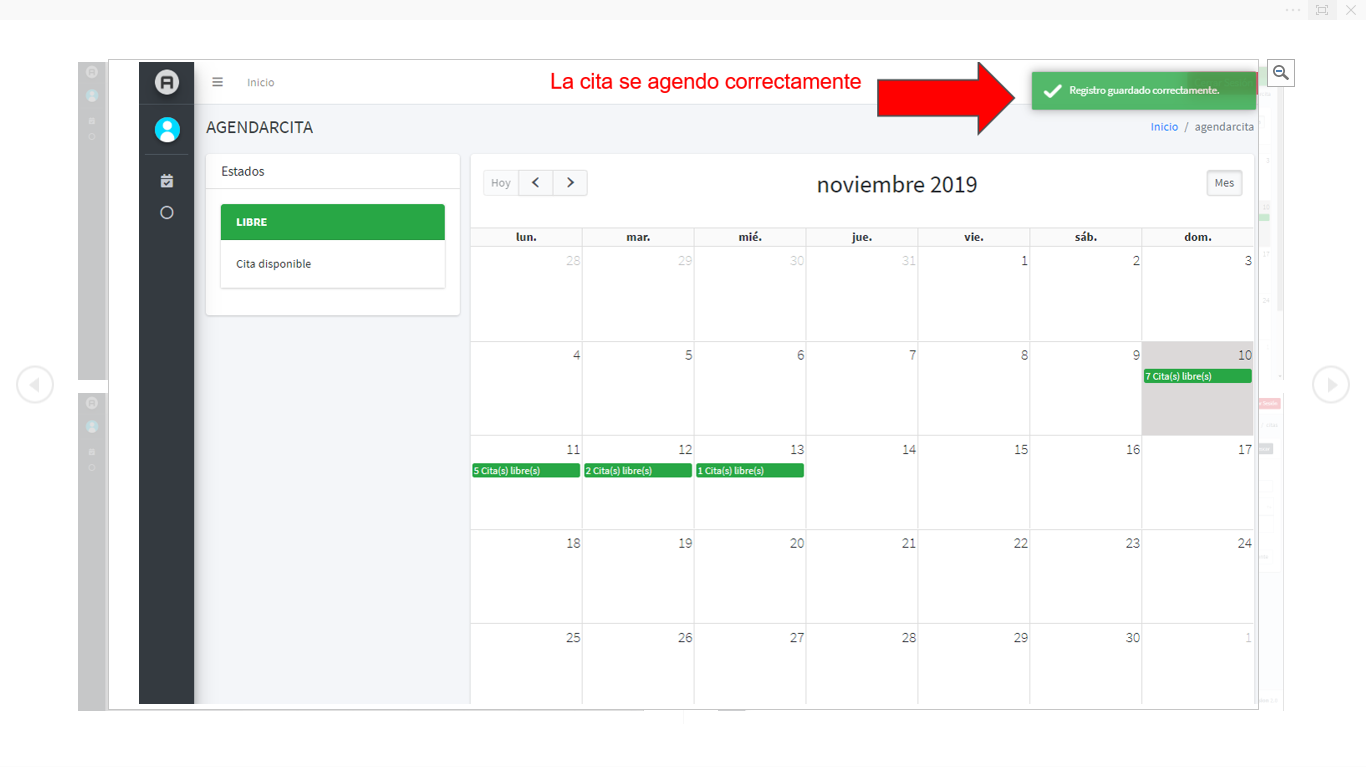 Inicio
La cita se agendo correctamente
Registro guardado correctamente.
AGENDARCITA
Inicio / agendarcita
Estados
LIBRE
Cita disponible
Hoy
noviembre 2019
Mes
lun. mar. mié. jue. vie. sáb. dom.
28 29 30 31 1 2 3
4 5 6 7 8 9 10
7 Cita(s) libre(s)
11 12 13 14 15 16 17
5 Cita(s) libre(s) 2 Cita(s) libre(s) 1 Cita(s) libre(s)
18 19 20 21 22 23 24
25 26 27 28 29 30 1